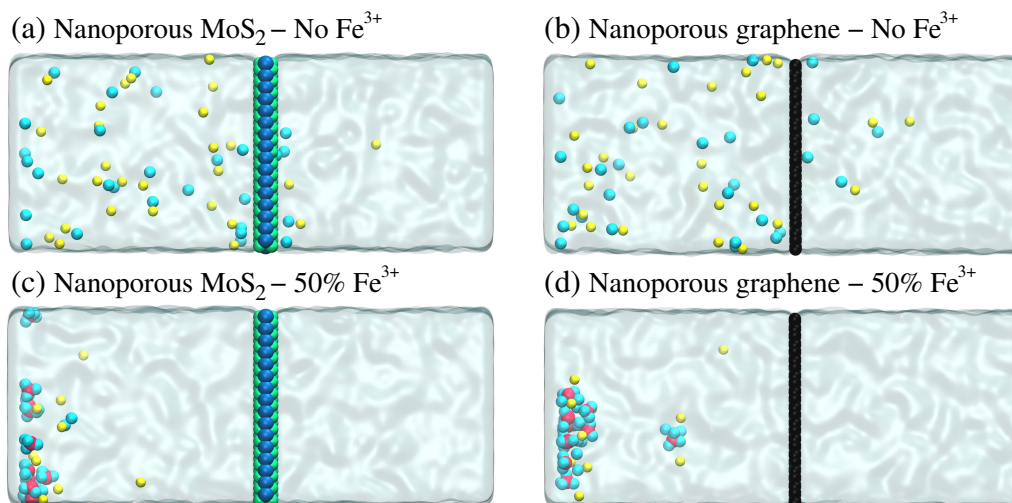 (a) Nanoporous MoS₂ – No Fe³⁺
(b) Nanoporous graphene – No Fe³⁺
(c) Nanoporous MoS₂ – 50% Fe³⁺
(d) Nanoporous graphene – 50% Fe³⁺